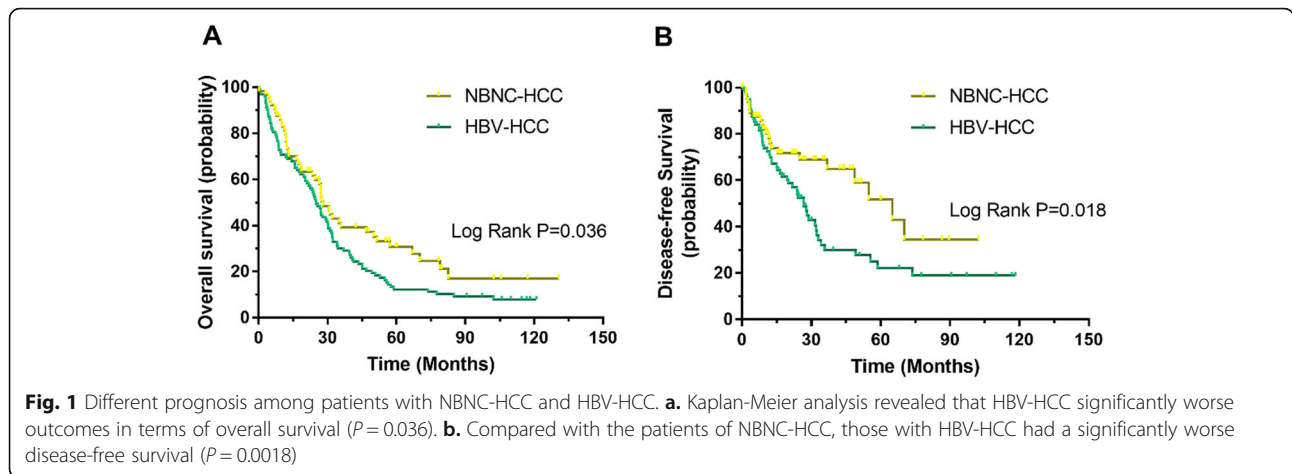 A
Overall survival (probability)
100
80
60
40
20
0
NBNC-HCC
HBV-HCC
Log Rank P=0.036
0 30 60 90 120 150
Time (Months)
B
Disease-free Survival
(probability)
100
80
60
40
20
0
NBNC-HCC
HBV-HCC
Log Rank P=0.018
0 30 60 90 120 150
Time (Months)
Fig. 1 Different prognosis among patients with NBNC-HCC and HBV-HCC. a. Kaplan-Meier analysis revealed that HBV-HCC significantly worse
outcomes in terms of overall survival (P = 0.036). b. Compared with the patients of NBNC-HCC, those with HBV-HCC had a significantly worse
disease-free survival (P = 0.0018)